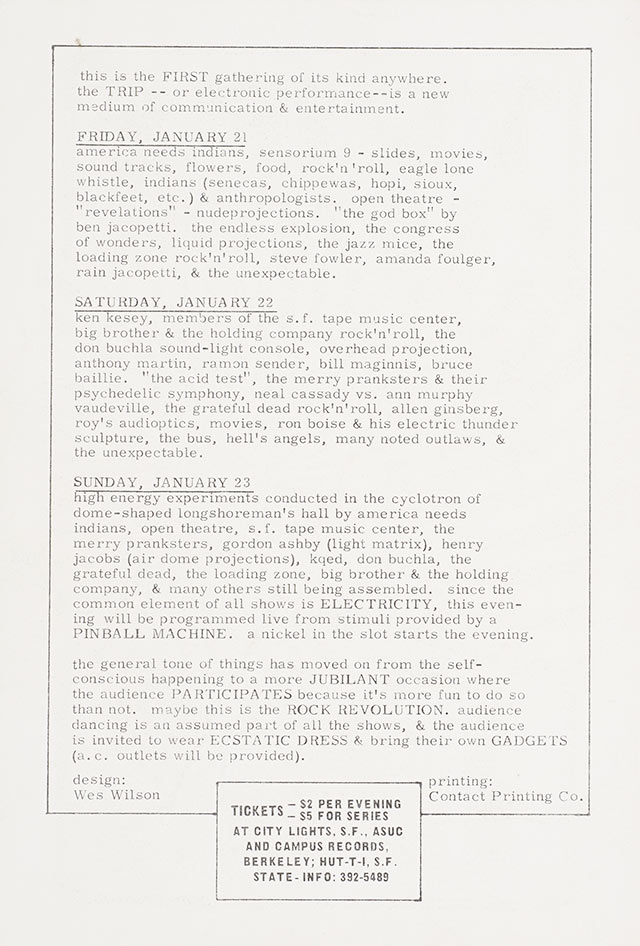 this is the FIRST gathering of its kind anywhere.
the TRIP -- or electronic performance--is a new
medium of communication & entertainment.
FRIDAY, JANUARY 21
america needs indians, sensorium 9 - slides, movies,
sound tracks, flowers, food, rock'n'roll, eagle lone
whistle, indians (senecas, chippewas, hopi, sioux,
blackfeet, etc.) & anthropologists. open theatre -
"revelations" - nudeprojections. "the god box" by
ben jacopetti. the endless explosion, the congress
of wonders, liquid projections, the jazz mice, the
loading zone rock'n'roll, steve fowler, amanda foulger,
rain jacopetti, & the unexpectable.
SATURDAY, JANUARY 22
ken kesey, members of the s.f. tape music center,
big brother & the holding company rock'n'roll, the
don buchla sound-light console, overhead projection,
anthony martin, ramon sender, bill maginnis, bruce
baillie. "the acid test", the merry pranksters & their
psychedelic symphony, neal cassady vs. ann murphy
vaudeville, the grateful dead rock'n'roll, allen ginsberg,
roy's audioptics, movies, ron boise & his electric thunder
sculpture, the bus, hell's angels, many noted outlaws, &
the unexpectable.
SUNDAY, JANUARY 23
high energy experiments conducted in the cyclotron of
dome-shaped longshoreman's hall by america needs
indians, open theatre, s.f. tape music center, the
merry pranksters, gordon ashby (light matrix), henry
jacobs (air dome projections), kqed, don buchla, the
grateful dead, the loading zone, big brother & the holding
company, & many others still being assembled. since the
common element of all shows is ELECTRICITY, this even-
ing will be programmed live from stimuli provided by a
PINBALL MACHINE. a nickel in the slot starts the evening.
the general tone of things has moved on from the self-
conscious happening to a more JUBILANT occasion where
the audience PARTICIPATES because it's more fun to do so
than not. maybe this is the ROCK REVOLUTION. audience
dancing is an assumed part of all the shows, & the audience
is invited to wear ECSTATIC DRESS & bring their own GADGETS
(a.c. outlets will be provided).
design:
Wes Wilson
printing:
Contact Printing Co.
TICKETS — $2 PER EVENING
— $5 FOR SERIES
AT CITY LIGHTS, S.F., ASUC
AND CAMPUS RECORDS,
BERKELEY; HUT-T-I, S.F.
STATE-INFO: 392-5489